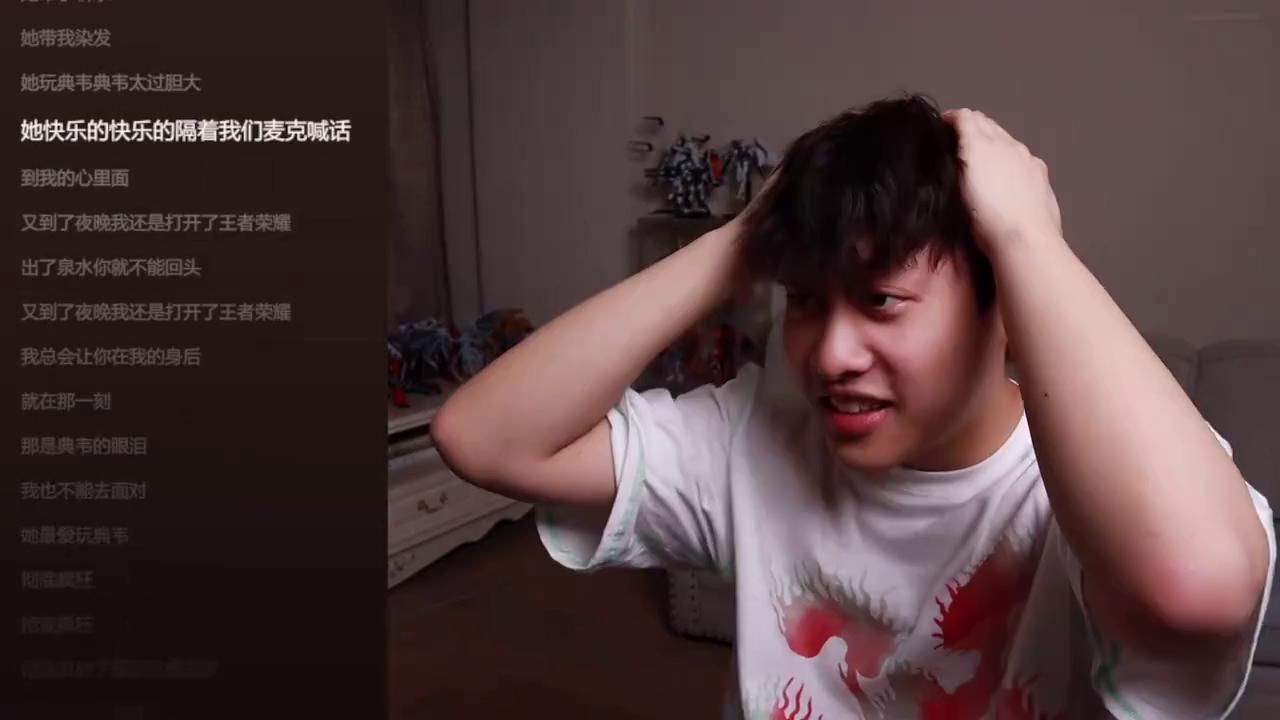 她带我染发
她玩典韦典韦太过胆大
她快乐的快乐的隔着我们麦克喊话
到我的心里面
又到了夜晚我还是打开了王者荣耀
出了泉水你就不能回头
又到了夜晚我还是打开了王者荣耀
我总会让你在我的身后
就在那一刻
那是典韦的眼泪
我也不能去面对
她最爱玩典韦